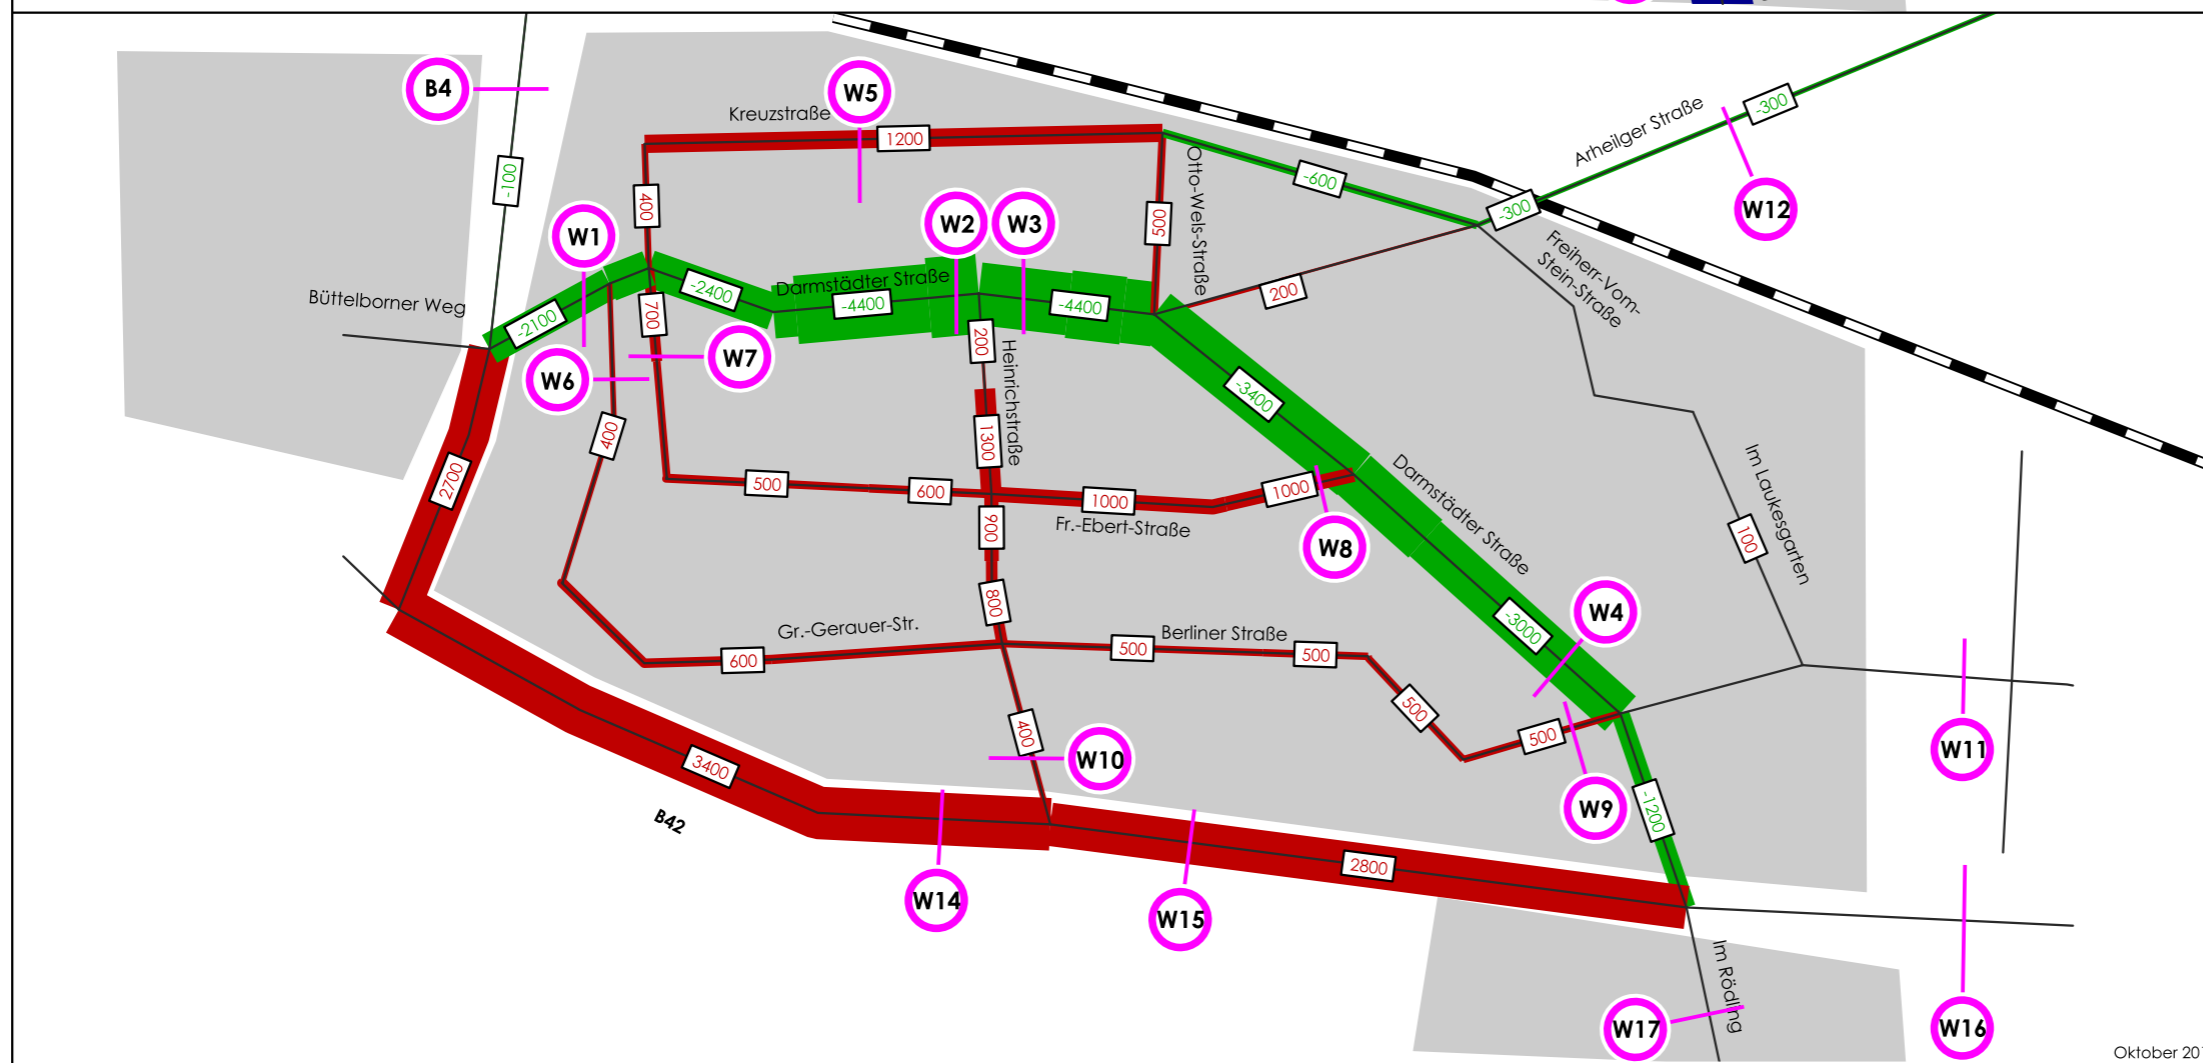 B4
W5
Kreuzstraße
1200
Arheilger Straße
-300
W12
-100
400
W1
W2
W3
500
Otto-Wels-Straße
-600
-300
Freiherr-Vom-
Stein-Straße
Büttelborner Weg
-2100
-2400
Darmstädter Straße
-4400
-4400
200
700
W7
W6
200
Heinrichstraße
-3400
400
1300
2700
500
600
1000
1000
Fr.-Ebert-Straße
Darmstädter Straße
Im Laukesgarten
100
900
W8
800
-3000
W4
Gr.-Gerauer-Str.
600
Berliner Straße
500
500
500
500
400
W10
W9
-1200
W11
3400
B42
2800
W14
W15
Im Rödling
W17
W16